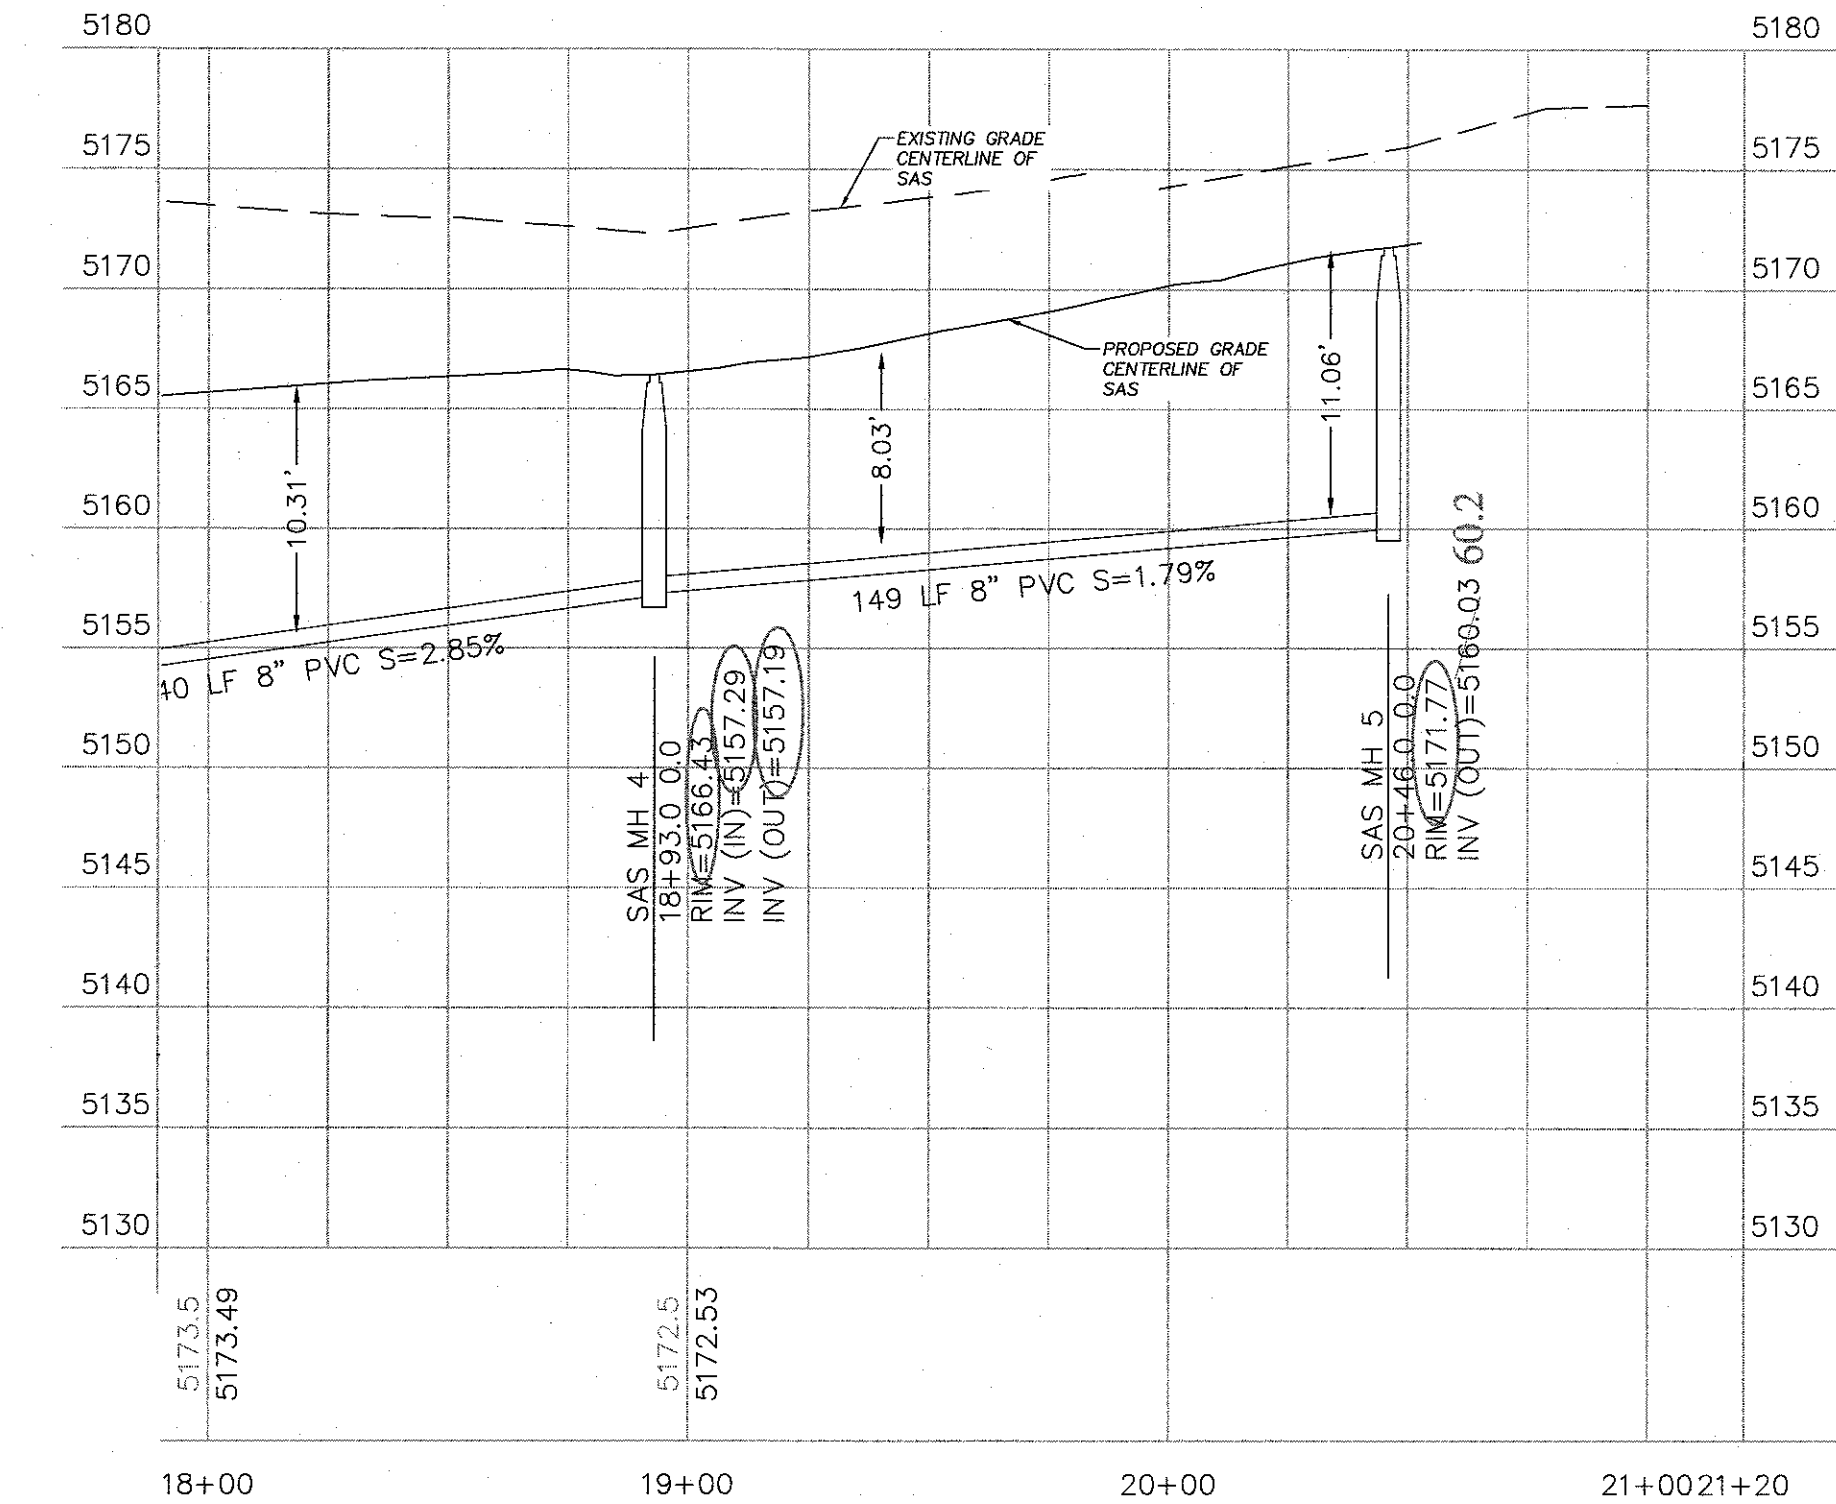 5180 5180
5175 5175
EXISTING GRADE
CENTERLINE OF
SAS
5170 5170
PROPOSED GRADE
CENTERLINE OF
SAS
5165 5165
10.31'
8.03'
11.06'
5160 5160
149 LF 8" PVC S=1.79%
5155 5155
40 LF 8" PVC S=2.85%
SAS MH 4
18+93.0 0.0
RIM=5166.43
INV (IN)=5157.29
INV (OUT)=5157.19
SAS MH 5
20+46.0 0.0
RIM=5171.77
INV (OUT)=5160.03 60.2
5150 5150
5145 5145
5140 5140
5135 5135
5130 5130
5173.5
5173.49
5172.5
5172.53
18+00 19+00 20+00 21+00 21+20